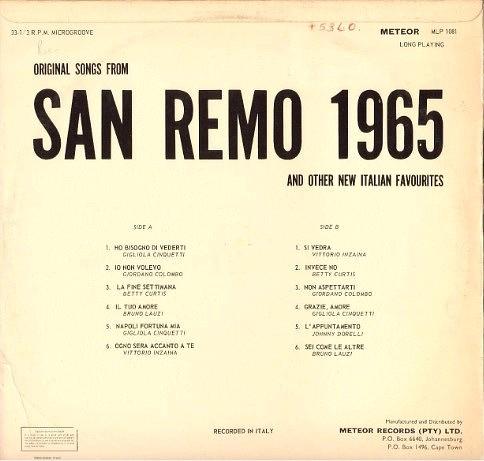 33-1/3 R.P.M. MICROGROOVE
+5360.
METEOR MLP 1081
LONG PLAYING
ORIGINAL SONGS FROM
SAN REMO 1965
AND OTHER NEW ITALIAN FAVOURITES
SIDE A
1. HO BISOGNO DI VEDERTI
GIGLIOLA CINQUETTI
2. IO NON VOLEVO
GIORDANO COLOMBO
3. LA FINE SETTIMANA
BETTY CURTIS
4. IL TUO AMORE
BRUNO LAUZI
5. NAPOLI FORTUNA MIA
GIGLIOLA CINQUETTI
6. OGNO SERA ACCANTO A TE
VITTORIO INZAINA
SIDE B
1. SI VEDRA
VITTORIO INZAINA
2. INVECE NO
BETTY CURTIS
3. NON ASPETTARTI
GIORDANO COLOMBO
4. GRAZIE, AMORE
GIGLIOLA CINQUETTI
5. L'APPUNTAMENTO
JOHNNY DORELLI
6. SEI COME LE ALTRE
BRUNO LAUZI
RECORDED IN ITALY
Manufactured and Distributed by
METEOR RECORDS (PTY) LTD.
P.O. Box 6640, Johannesburg
P.O. Box 1496, Cape Town